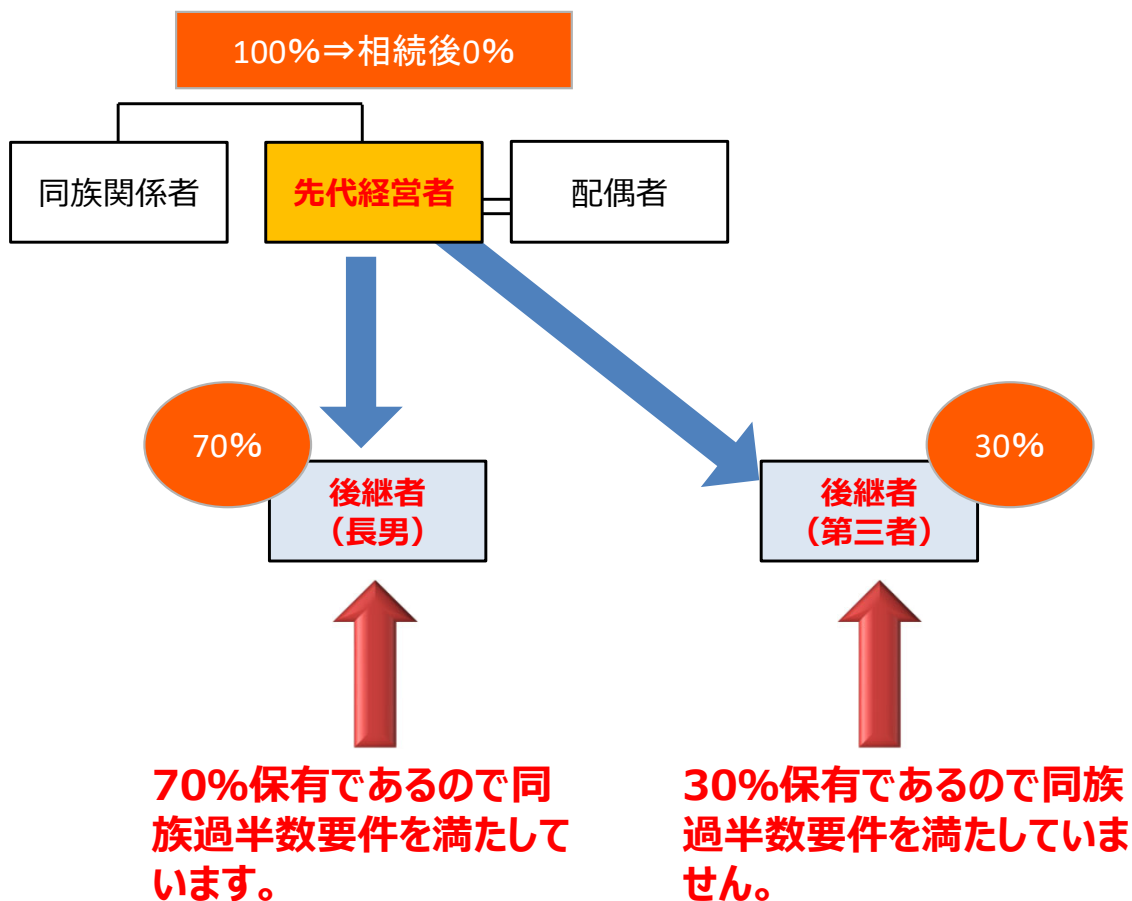 100%⇒相続後0%
同族関係者
先代経営者
配偶者
70%
30%
後継者
（長男）
後継者
（第三者）
70%保有であるので同
族過半数要件を満たして
います。
30%保有であるので同族
過半数要件を満たしていま
せん。